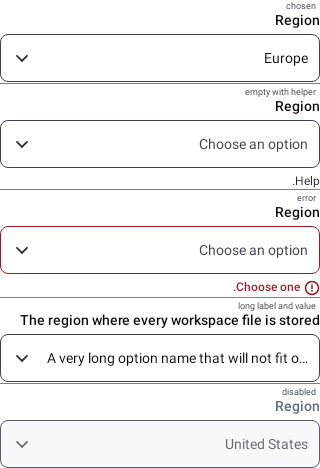 chosen
Region
Europe
empty with helper
Region
Choose an option
.Help
error
Region
Choose an option
.Choose one
long label and value
The region where every workspace file is stored
A very long option name that will not fit o...
disabled
Region
United States